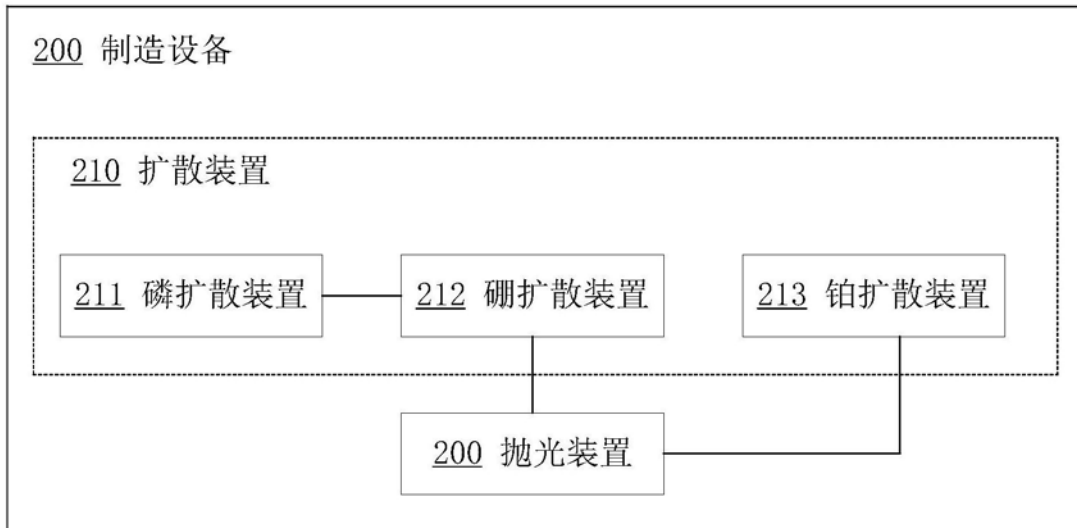 200 制造设备
210 扩散装置
211 磷扩散装置
212 硼扩散装置
213 铂扩散装置
200 抛光装置